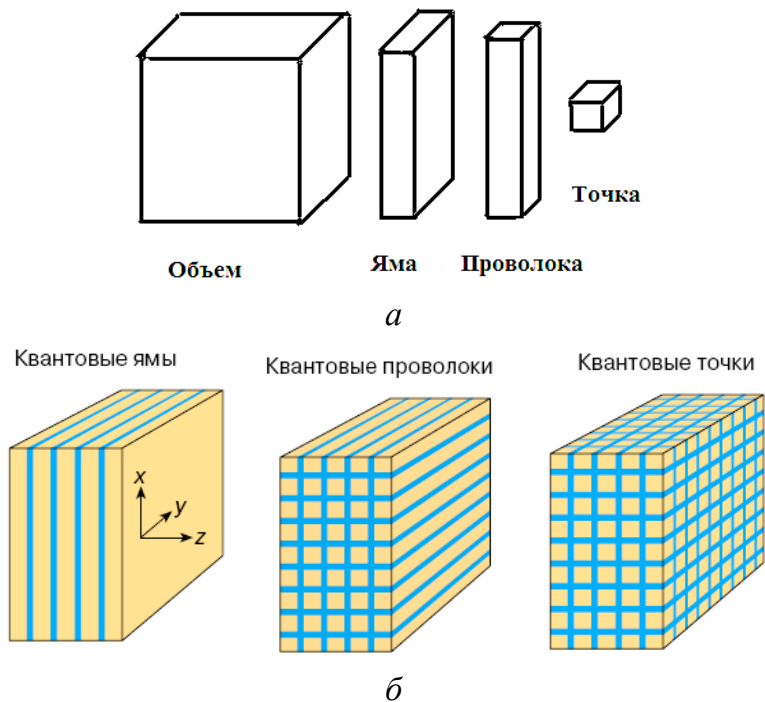 Точка
Объем
Яма
Проволока
а
Квантовые ямы
Квантовые проволоки
Квантовые точки
x
y
z
б